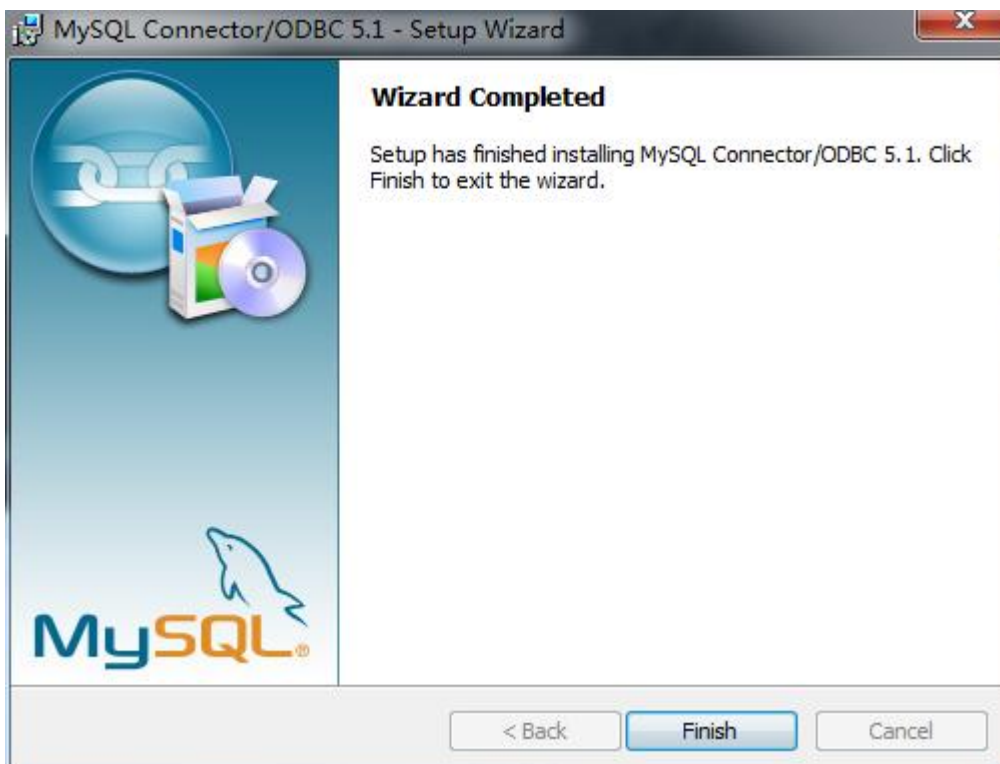 MySQL Connector/ODBC 5.1 - Setup Wizard
Wizard Completed
Setup has finished installing MySQL Connector/ODBC 5.1. Click
Finish to exit the wizard.
MySQL®
< Back
Finish
Cancel